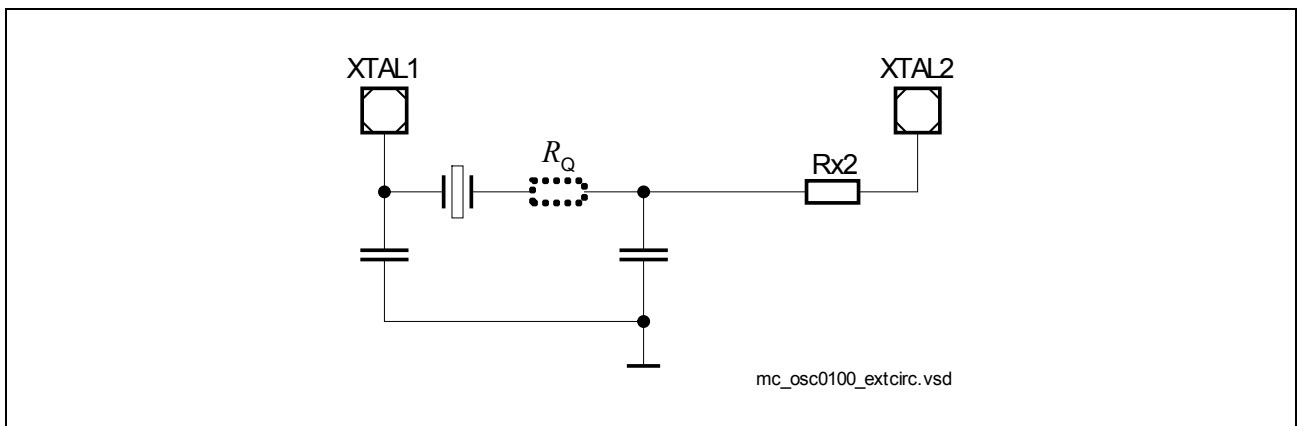 XTAL1
XTAL2
RQ
Rx2
mc_osc0100_extcirc.vsd